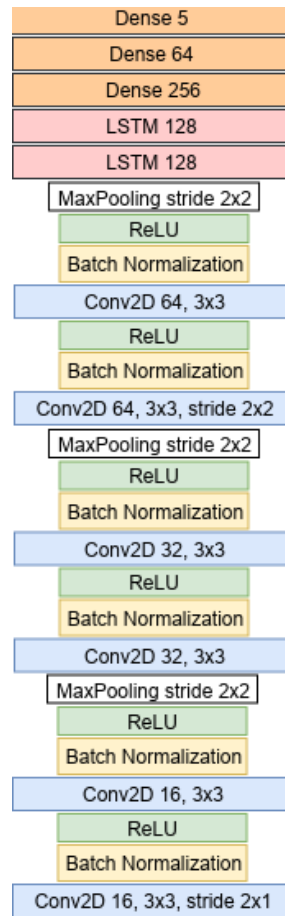 Dense 5
Dense 64
Dense 256
LSTM 128
LSTM 128
MaxPooling stride 2x2
ReLU
Batch Normalization
Conv2D 64, 3x3
ReLU
Batch Normalization
Conv2D 64, 3x3, stride 2x2
MaxPooling stride 2x2
ReLU
Batch Normalization
Conv2D 32, 3x3
ReLU
Batch Normalization
Conv2D 32, 3x3
MaxPooling stride 2x2
ReLU
Batch Normalization
Conv2D 16, 3x3
ReLU
Batch Normalization
Conv2D 16, 3x3, stride 2x1